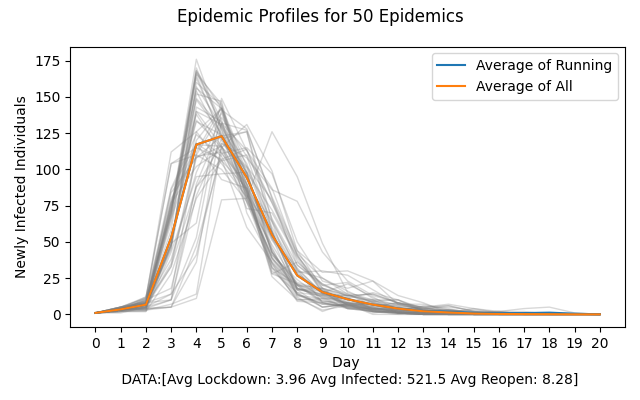 Epidemic Profiles for 50 Epidemics
Newly Infected Individuals
175
150
125
100
75
50
25
0
Average of Running
Average of All
0 1 2 3 4 5 6 7 8 9 10 11 12 13 14 15 16 17 18 19 20
Day
DATA:[Avg Lockdown: 3.96 Avg Infected: 521.5 Avg Reopen: 8.28]